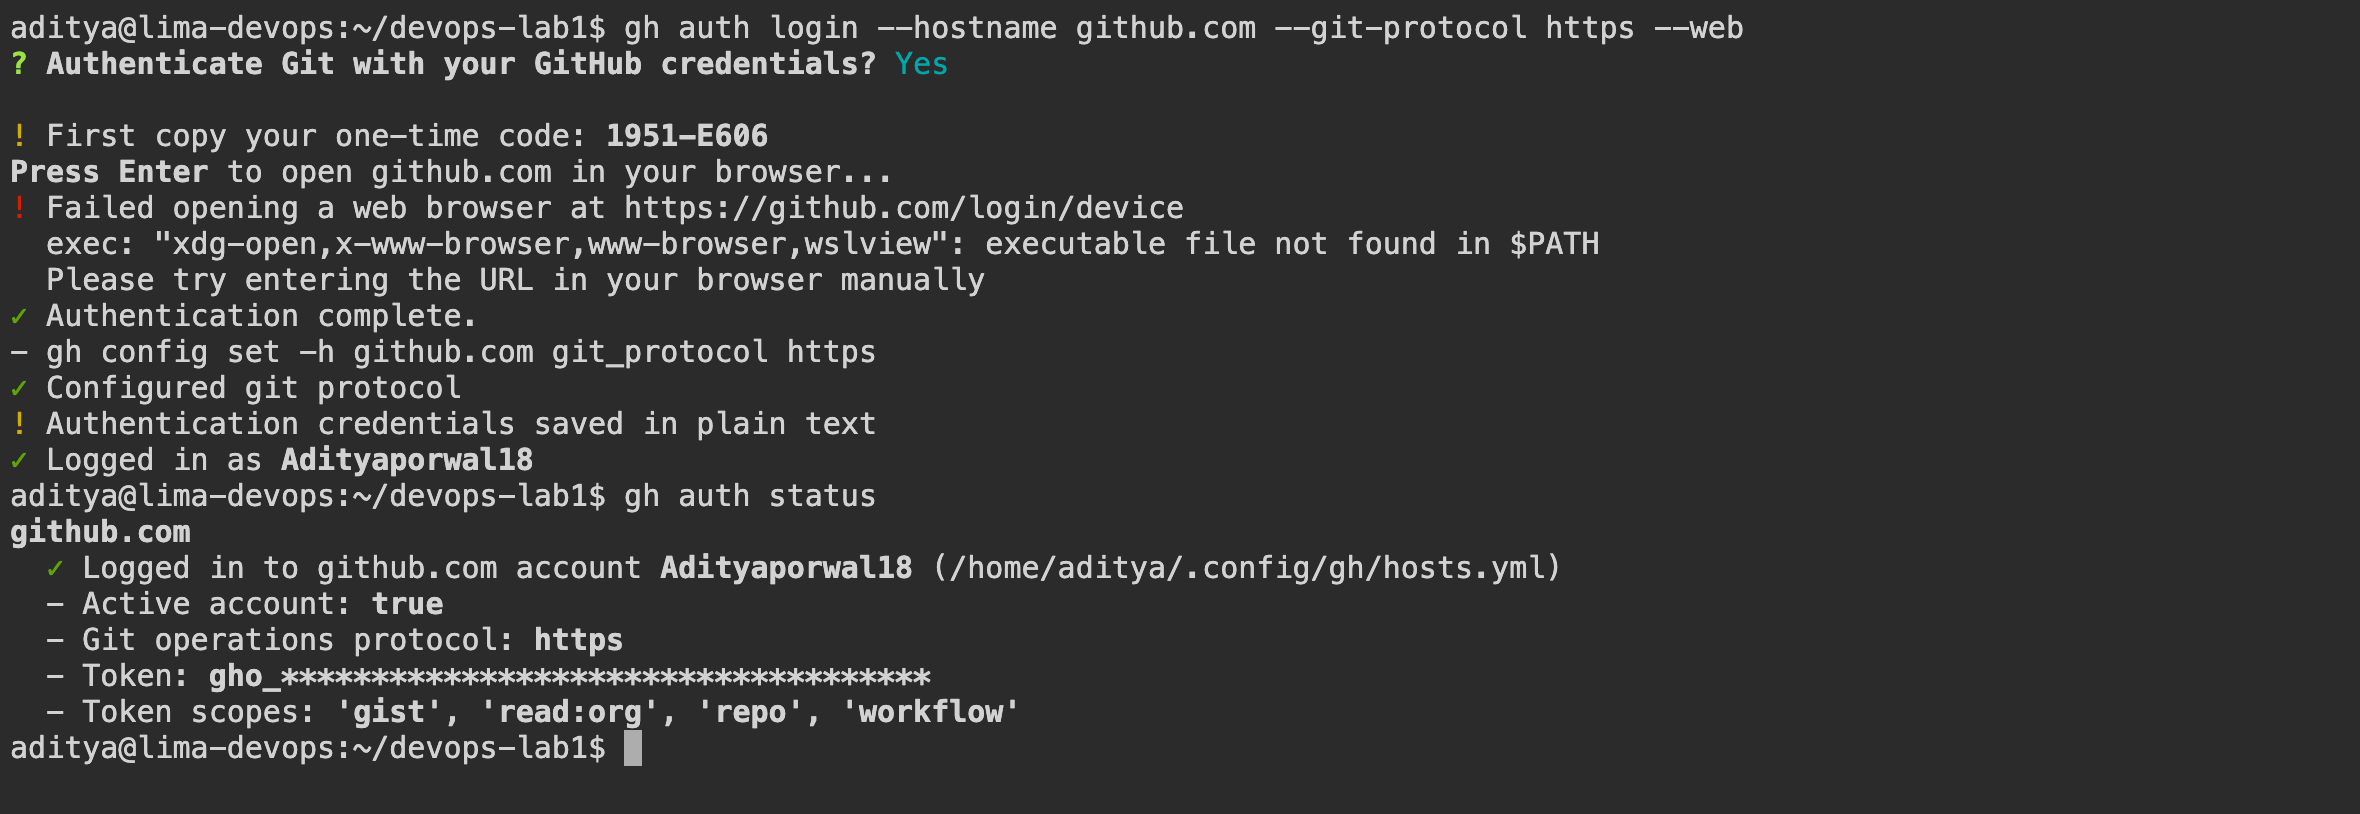 aditya@lima-devops:~/devops-lab1$ gh auth login --hostname github.com --git-protocol https --web
? Authenticate Git with your GitHub credentials? Yes
! First copy your one-time code: 1951-E606
Press Enter to open github.com in your browser...
! Failed opening a web browser at https://github.com/login/device
  exec: "xdg-open,x-www-browser,www-browser,wslview": executable file not found in $PATH
  Please try entering the URL in your browser manually
✓ Authentication complete.
- gh config set -h github.com git_protocol https
✓ Configured git protocol
! Authentication credentials saved in plain text
✓ Logged in as Adityaporwal18
aditya@lima-devops:~/devops-lab1$ gh auth status
github.com
  ✓ Logged in to github.com account Adityaporwal18 (/home/aditya/.config/gh/hosts.yml)
  - Active account: true
  - Git operations protocol: https
  - Token: gho_************************************
  - Token scopes: 'gist', 'read:org', 'repo', 'workflow'
aditya@lima-devops:~/devops-lab1$